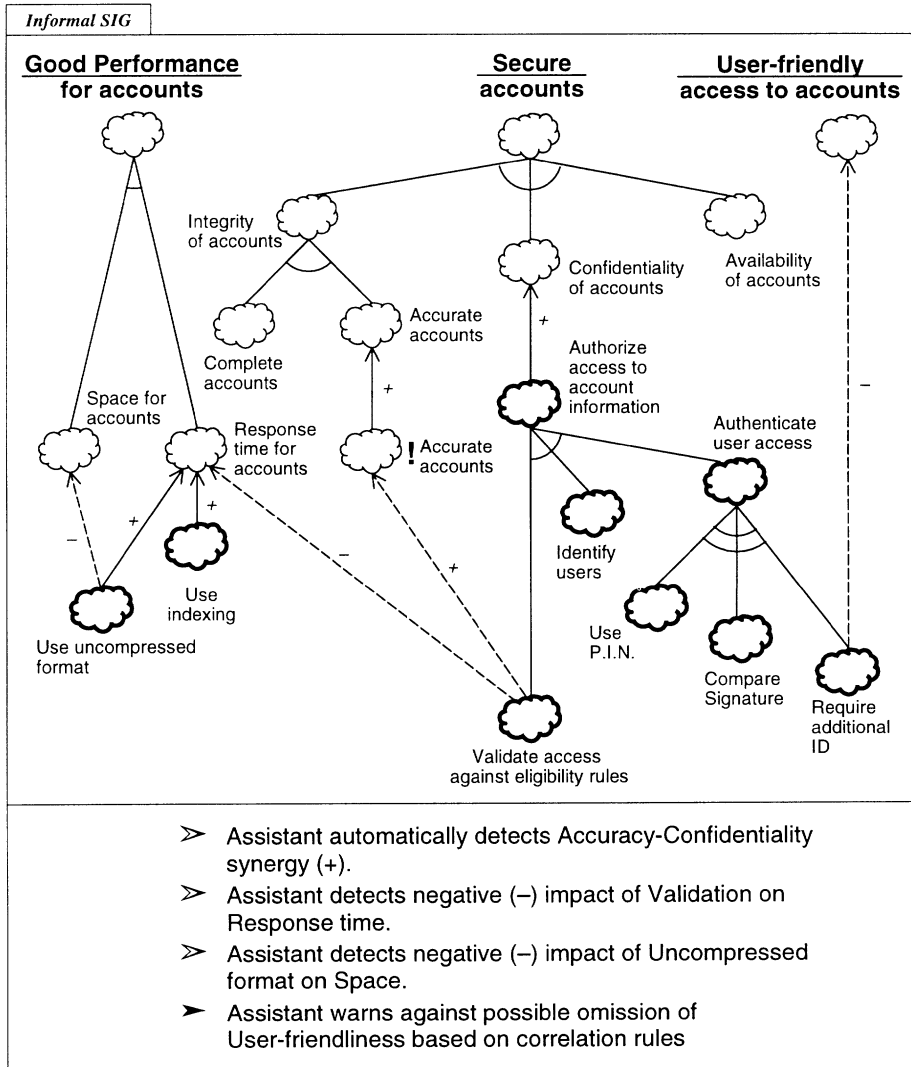 Informal SIG
Good Performance
for accounts
Secure
accounts
User-friendly
access to accounts
Integrity
of accounts
Confidentiality
of accounts
Availability
of accounts
Complete
accounts
Accurate
accounts
+
Authorize
access to
account
information
+
–
Space for
accounts
Response
time for
accounts
! Accurate
accounts
Authenticate
user access
–
+
+
–
+
Use
indexing
Identify
users
Use uncompressed
format
Use
P.I.N.
Compare
Signature
Require
additional
ID
Validate access
against eligibility rules
➢ Assistant automatically detects Accuracy-Confidentiality
synergy (+).
➢ Assistant detects negative (–) impact of Validation on
Response time.
➢ Assistant detects negative (–) impact of Uncompressed
format on Space.
➤ Assistant warns against possible omission of
User-friendliness based on correlation rules